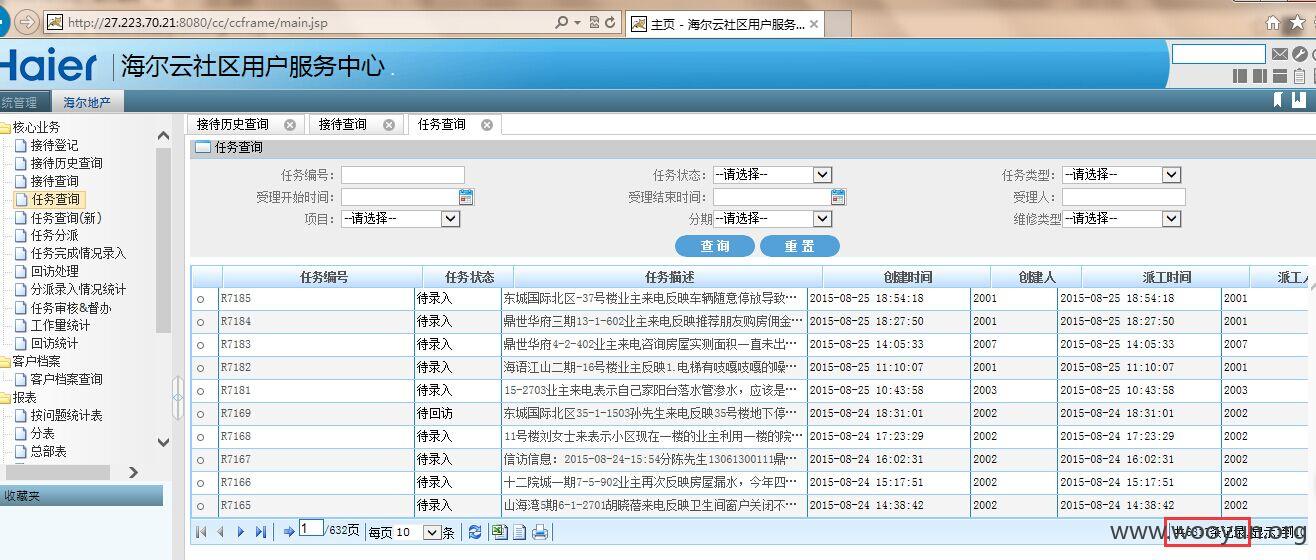 http://27.223.70.21:8080/cc/ccframe/main.jsp
主页 - 海尔云社区用户服务...
Haier 海尔云社区用户服务中心
统管理 海尔地产
核心业务
接待登记
接待历史查询
接待查询
任务查询
任务查询(新)
任务分派
任务完成情况录入
回访处理
分派录入情况统计
任务审核&督办
工作量统计
回访统计
客户档案
客户档案查询
报表
按问题统计表
分表
总部表
收藏夹
接待历史查询 接待查询 任务查询
任务查询
任务编号: 任务状态: --请选择-- 任务类型: --请选择--
受理开始时间: 受理结束时间: 受理人:
项目: --请选择-- 分期 --请选择-- 维修类型 --请选择--
查询 重置
任务编号 任务状态 任务描述 创建时间 创建人 派工时间 派工人
R7185 待录入 东城国际北区-37号楼业主来电反映车辆随意停放导致… 2015-08-25 18:54:18 2001 2015-08-25 18:54:18 2001
R7184 待录入 鼎世华府三期13-1-602业主来电反映推荐朋友购房佣金… 2015-08-25 18:27:50 2001 2015-08-25 18:27:50 2001
R7183 待录入 鼎世华府4-2-402业主来电咨询房屋实测面积一直未出… 2015-08-25 14:05:33 2007 2015-08-25 14:05:33 2007
R7182 待录入 海语江山二期-16号楼业主反映1.电梯有吱嘎吱嘎的噪… 2015-08-25 11:10:07 2001 2015-08-25 11:10:07 2001
R7181 待录入 15-2703业主来电表示自己家阳台落水管渗水，应该是… 2015-08-25 10:43:58 2003 2015-08-25 10:43:58 2003
R7169 待回访 东城国际北区35-1-1503孙先生来电反映35号楼地下停… 2015-08-24 18:31:01 2002 2015-08-24 18:31:01 2002
R7168 待录入 11号楼刘女士来表示小区现在一楼的业主利用一楼的院… 2015-08-24 17:23:29 2002 2015-08-24 17:23:29 2002
R7167 待录入 信访信息：2015-08-24-15:54分陈先生13061300111鼎… 2015-08-24 16:02:31 2002 2015-08-24 16:02:31 2002
R7166 待录入 十二院城一期7-5-902业主再次反映房屋漏水，今年四… 2015-08-24 15:17:51 2002 2015-08-24 15:17:51 2002
R7165 待录入 山海湾5期6-1-2701胡晓蓓来电反映卫生间窗户关闭不… 2015-08-24 14:38:42 2002 2015-08-24 14:38:42 2002
1 /632页 每页 10 条
www.wooyun.org